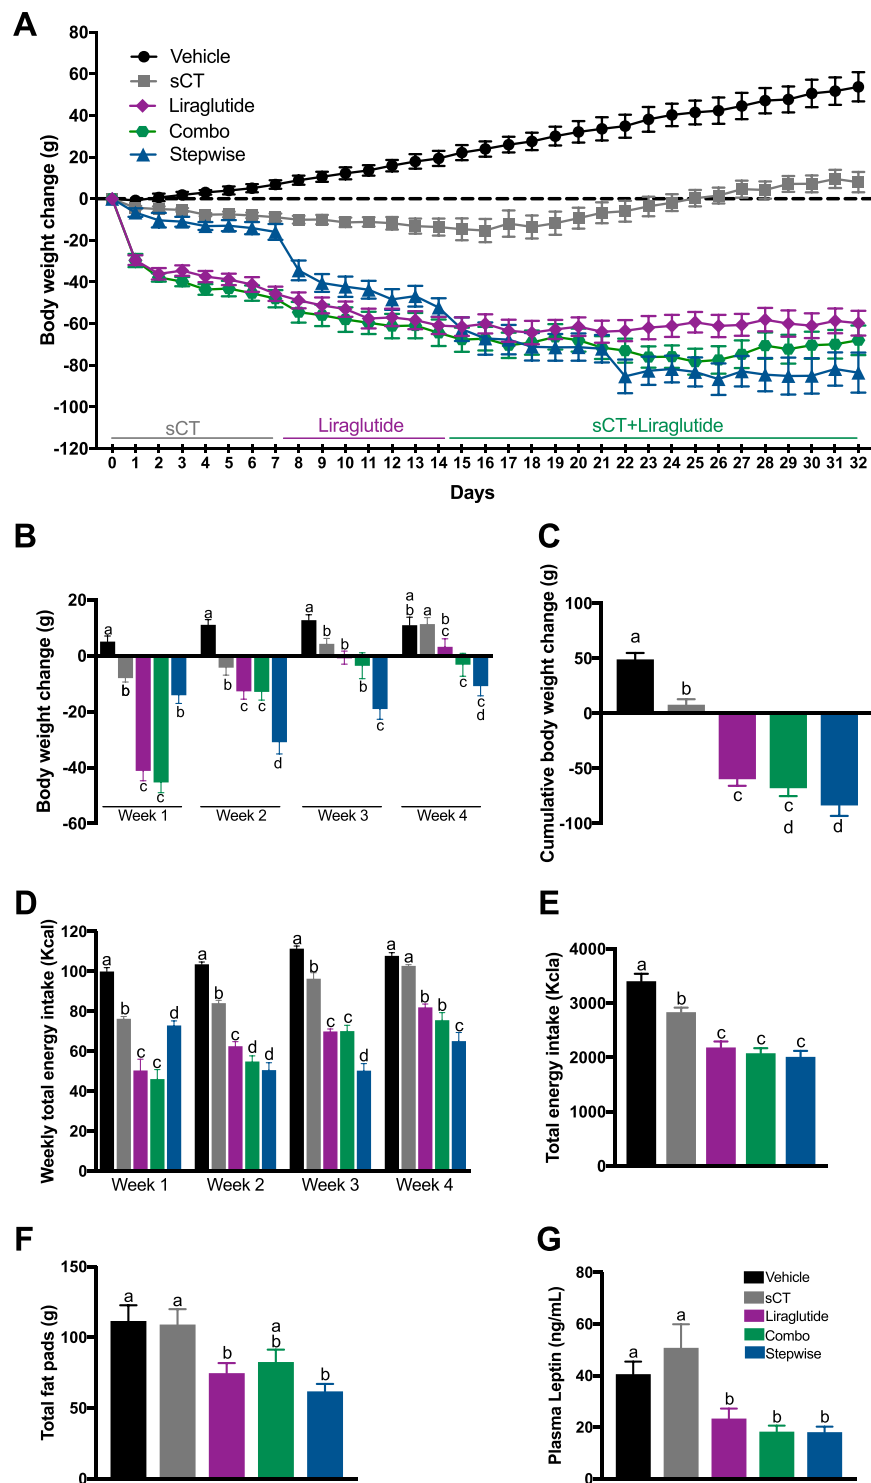 A
80
60
40
20
0
-20
-40
-60
-80
-100
-120
Body weight change (g)
Vehicle
sCT
Liraglutide
Combo
Stepwise
sCT
Liraglutide
sCT+Liraglutide
0 1 2 3 4 5 6 7 8 9 10 11 12 13 14 15 16 17 18 19 20 21 22 23 24 25 26 27 28 29 30 31 32
Days
B
20
0
-20
-40
-60
Body weight change (g)
a b c c b
a b c c d
a b b b c
a b a b c c c d
Week 1 Week 2 Week 3 Week 4
C
100
50
0
-50
-100
Cumulative body weight change (g)
a b c c d d
D
120
100
80
60
40
20
0
Weekly total energy intake (Kcal)
a b c c d
a b c d d
a b c c d
a a b b c
Week 1 Week 2 Week 3 Week 4
E
4000
3000
2000
1000
0
Total energy intake (Kcla)
a b c c c
F
150
100
50
0
Total fat pads (g)
a a b a b b
G
80
60
40
20
0
Plasma Leptin (ng/mL)
a a b b b
Vehicle
sCT
Liraglutide
Combo
Stepwise